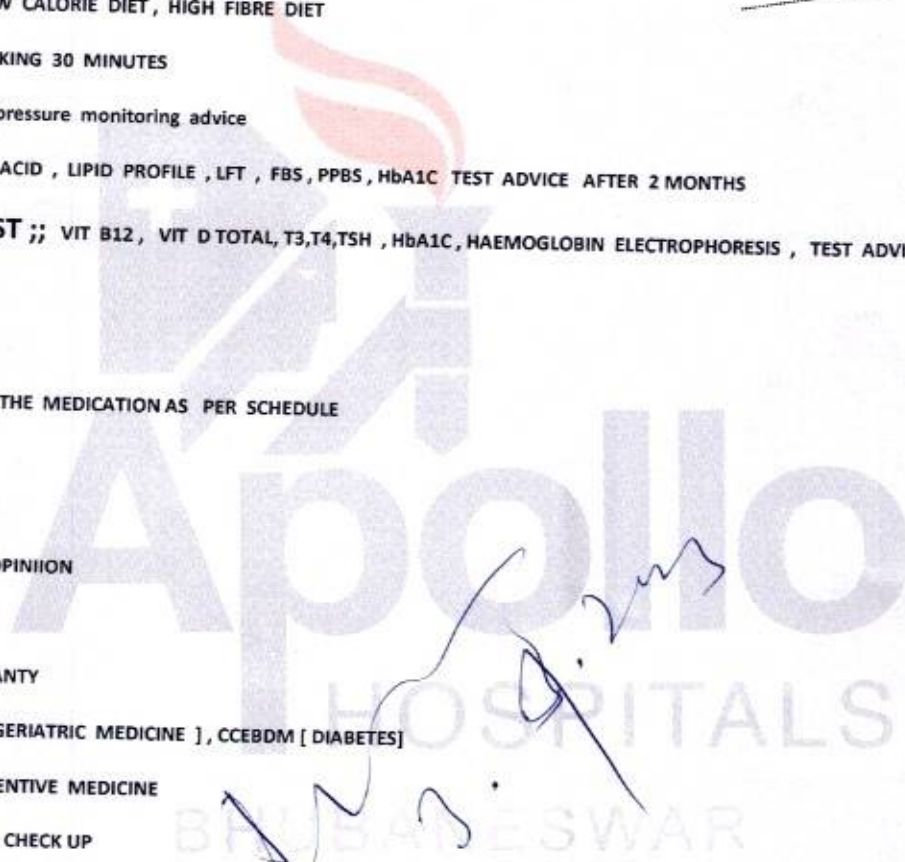 W CALORIE DIET, HIGH FIBRE DIET
KING 30 MINUTES
pressure monitoring advice
ACID , LIPID PROFILE , LFT , FBS , PPBS , HbA1C TEST ADVICE AFTER 2 MONTHS
ST ;; VIT B12 , VIT D TOTAL, T3,T4,TSH , HbA1C , HAEMOGLOBIN ELECTROPHORESIS , TEST ADVI
THE MEDICATION AS PER SCHEDULE
Apollo
OPINIION
ANTY
HOSPITALS
GERIATRIC MEDICINE ] , CCEBDM [ DIABETES]
ENTIVE MEDICINE
BHUBANESWAR
CHECK UP